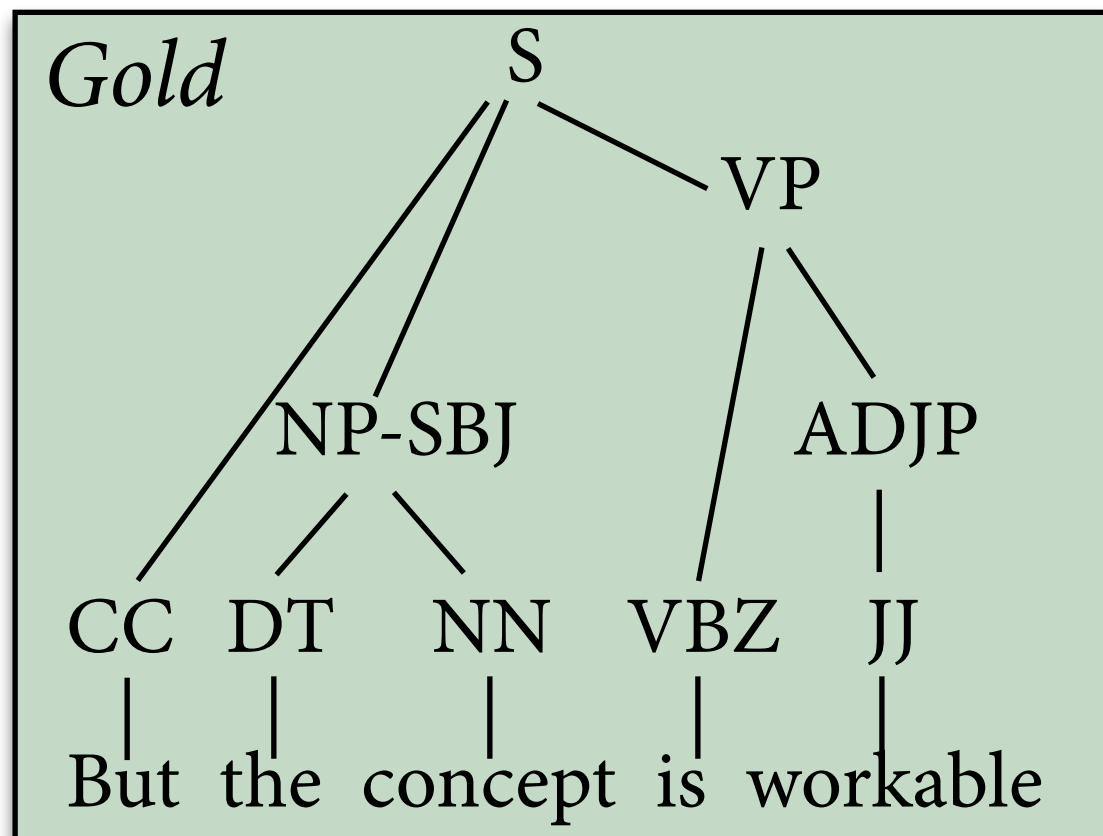 Gold S
VP
NP-SBJ ADJP
CC DT NN VBZ JJ
But the concept is workable